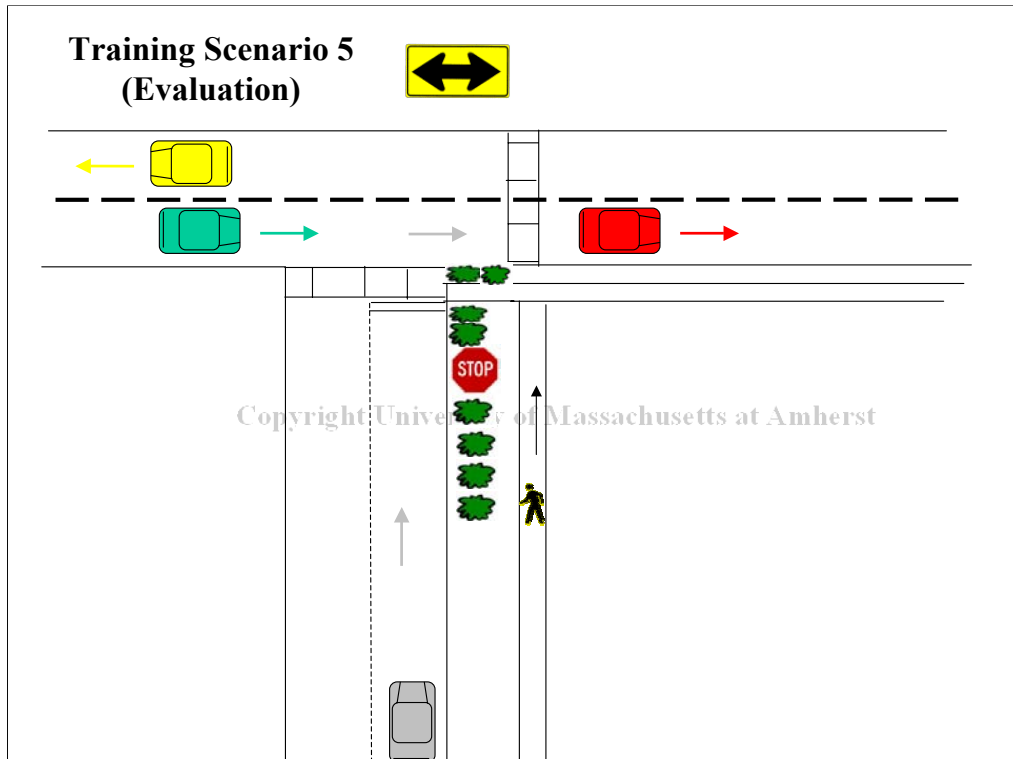 Training Scenario 5
(Evaluation)
STOP
Copyright University of Massachusetts at Amherst